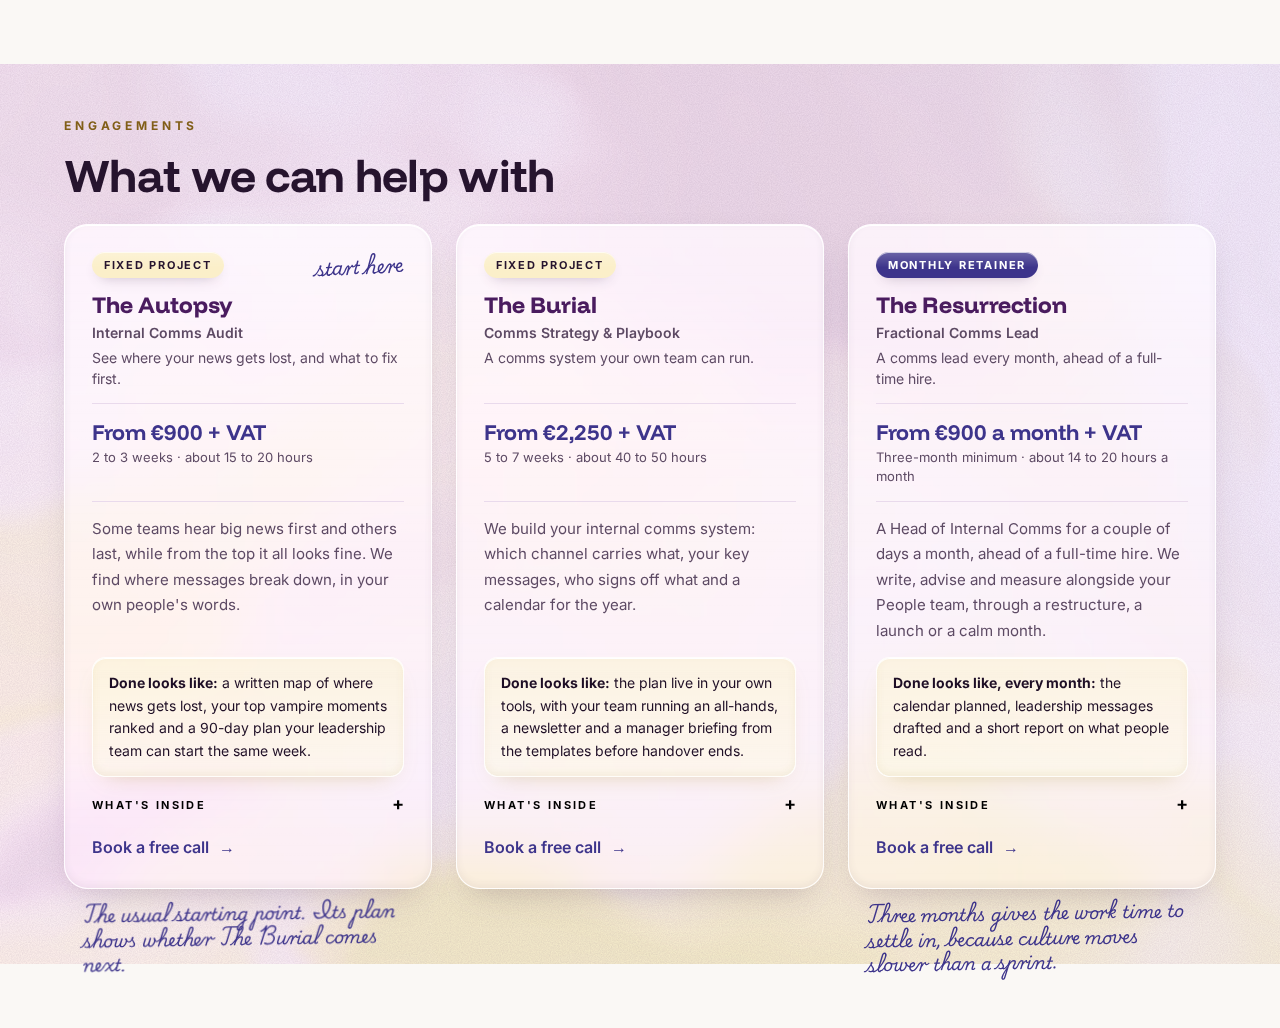 ENGAGEMENTS
What we can help with
FIXED PROJECT
start here
The Autopsy
Internal Comms Audit
See where your news gets lost, and what to fix
first.
From €900 + VAT
2 to 3 weeks · about 15 to 20 hours
Some teams hear big news first and others
last, while from the top it all looks fine. We
find where messages break down, in your
own people's words.
Done looks like: a written map of where
news gets lost, your top vampire moments
ranked and a 90-day plan your leadership
team can start the same week.
WHAT'S INSIDE +
Book a free call →
The usual starting point. Its plan
shows whether The Burial comes
next.
FIXED PROJECT
The Burial
Comms Strategy & Playbook
A comms system your own team can run.
From €2,250 + VAT
5 to 7 weeks · about 40 to 50 hours
We build your internal comms system:
which channel carries what, your key
messages, who signs off what and a
calendar for the year.
Done looks like: the plan live in your own
tools, with your team running an all-hands,
a newsletter and a manager briefing from
the templates before handover ends.
WHAT'S INSIDE +
Book a free call →
MONTHLY RETAINER
The Resurrection
Fractional Comms Lead
A comms lead every month, ahead of a full-
time hire.
From €900 a month + VAT
Three-month minimum · about 14 to 20 hours a
month
A Head of Internal Comms for a couple of
days a month, ahead of a full-time hire. We
write, advise and measure alongside your
People team, through a restructure, a
launch or a calm month.
Done looks like, every month: the
calendar planned, leadership messages
drafted and a short report on what people
read.
WHAT'S INSIDE +
Book a free call →
Three months gives the work time to
settle in, because culture moves
slower than a sprint.